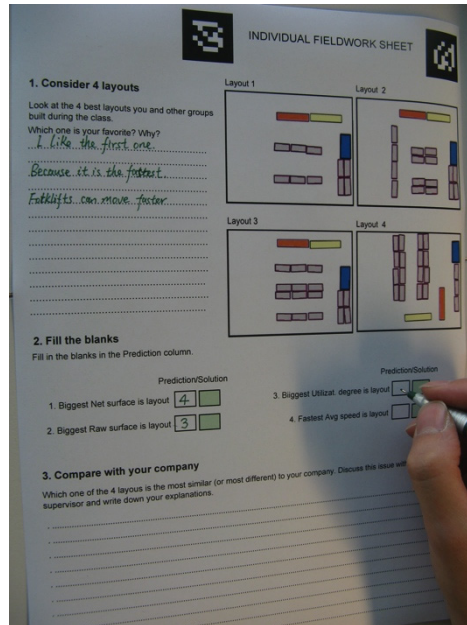 INDIVIDUAL FIELDWORK SHEET
1. Consider 4 layouts
Look at the 4 best layouts you and other groups
built during the class.
Which one is your favorite? Why?
I like the first one.
Because it is the fastest.
Fotklifts can move faster
Layout 1
Layout 2
Layout 3
Layout 4
2. Fill the blanks
Fill in the blanks in the Prediction column.
Prediction/Solution
1. Biggest Net surface is layout 4
2. Biggest Raw surface is layout 3
Prediction/Solution
3. Biggest Utilizat. degree is layout
4. Fastest Avg speed is layout
3. Compare with your company
Which one of the 4 layous is the most similar (or most different) to your company. Discuss this issue with
supervisor and write down your explanations.